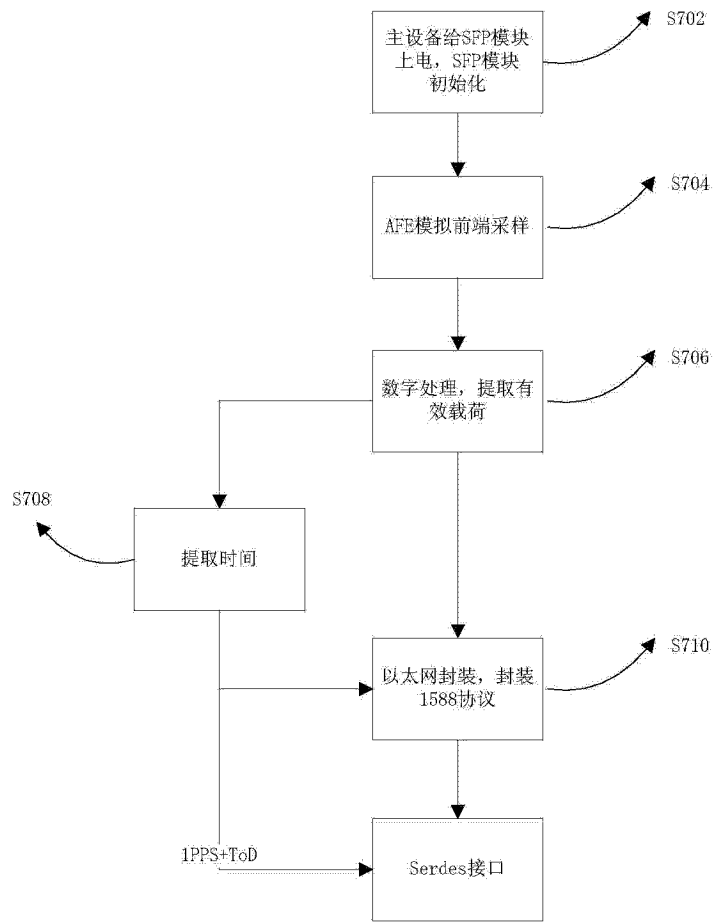 主设备给SFP模块
上电，SFP模块
初始化
S702
AFE模拟前端采样
S704
数字处理，提取有
效载荷
S706
S708
提取时间
以太网封装，封装
1588协议
S710
1PPS+ToD
Serdes接口